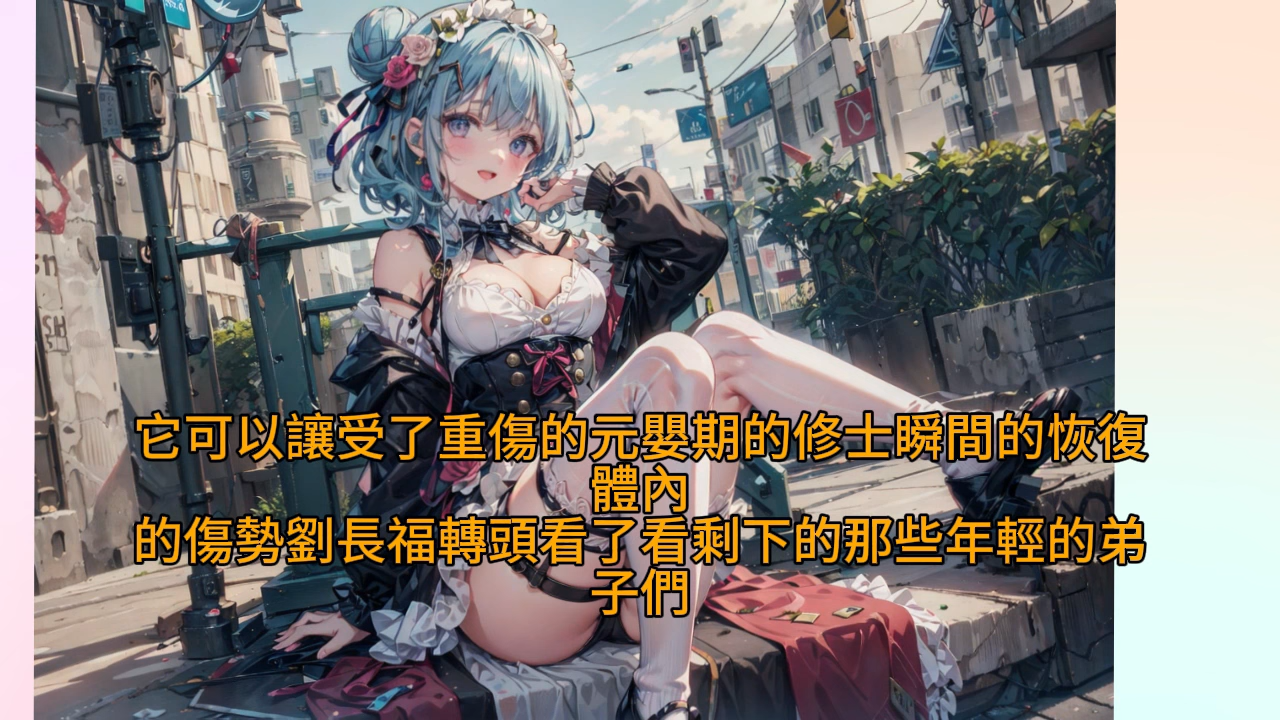 它可以讓受了重傷的元嬰期的修士瞬間的恢復
體內
的傷勢劉長福轉頭看了看剩下的那些年輕的弟
子們